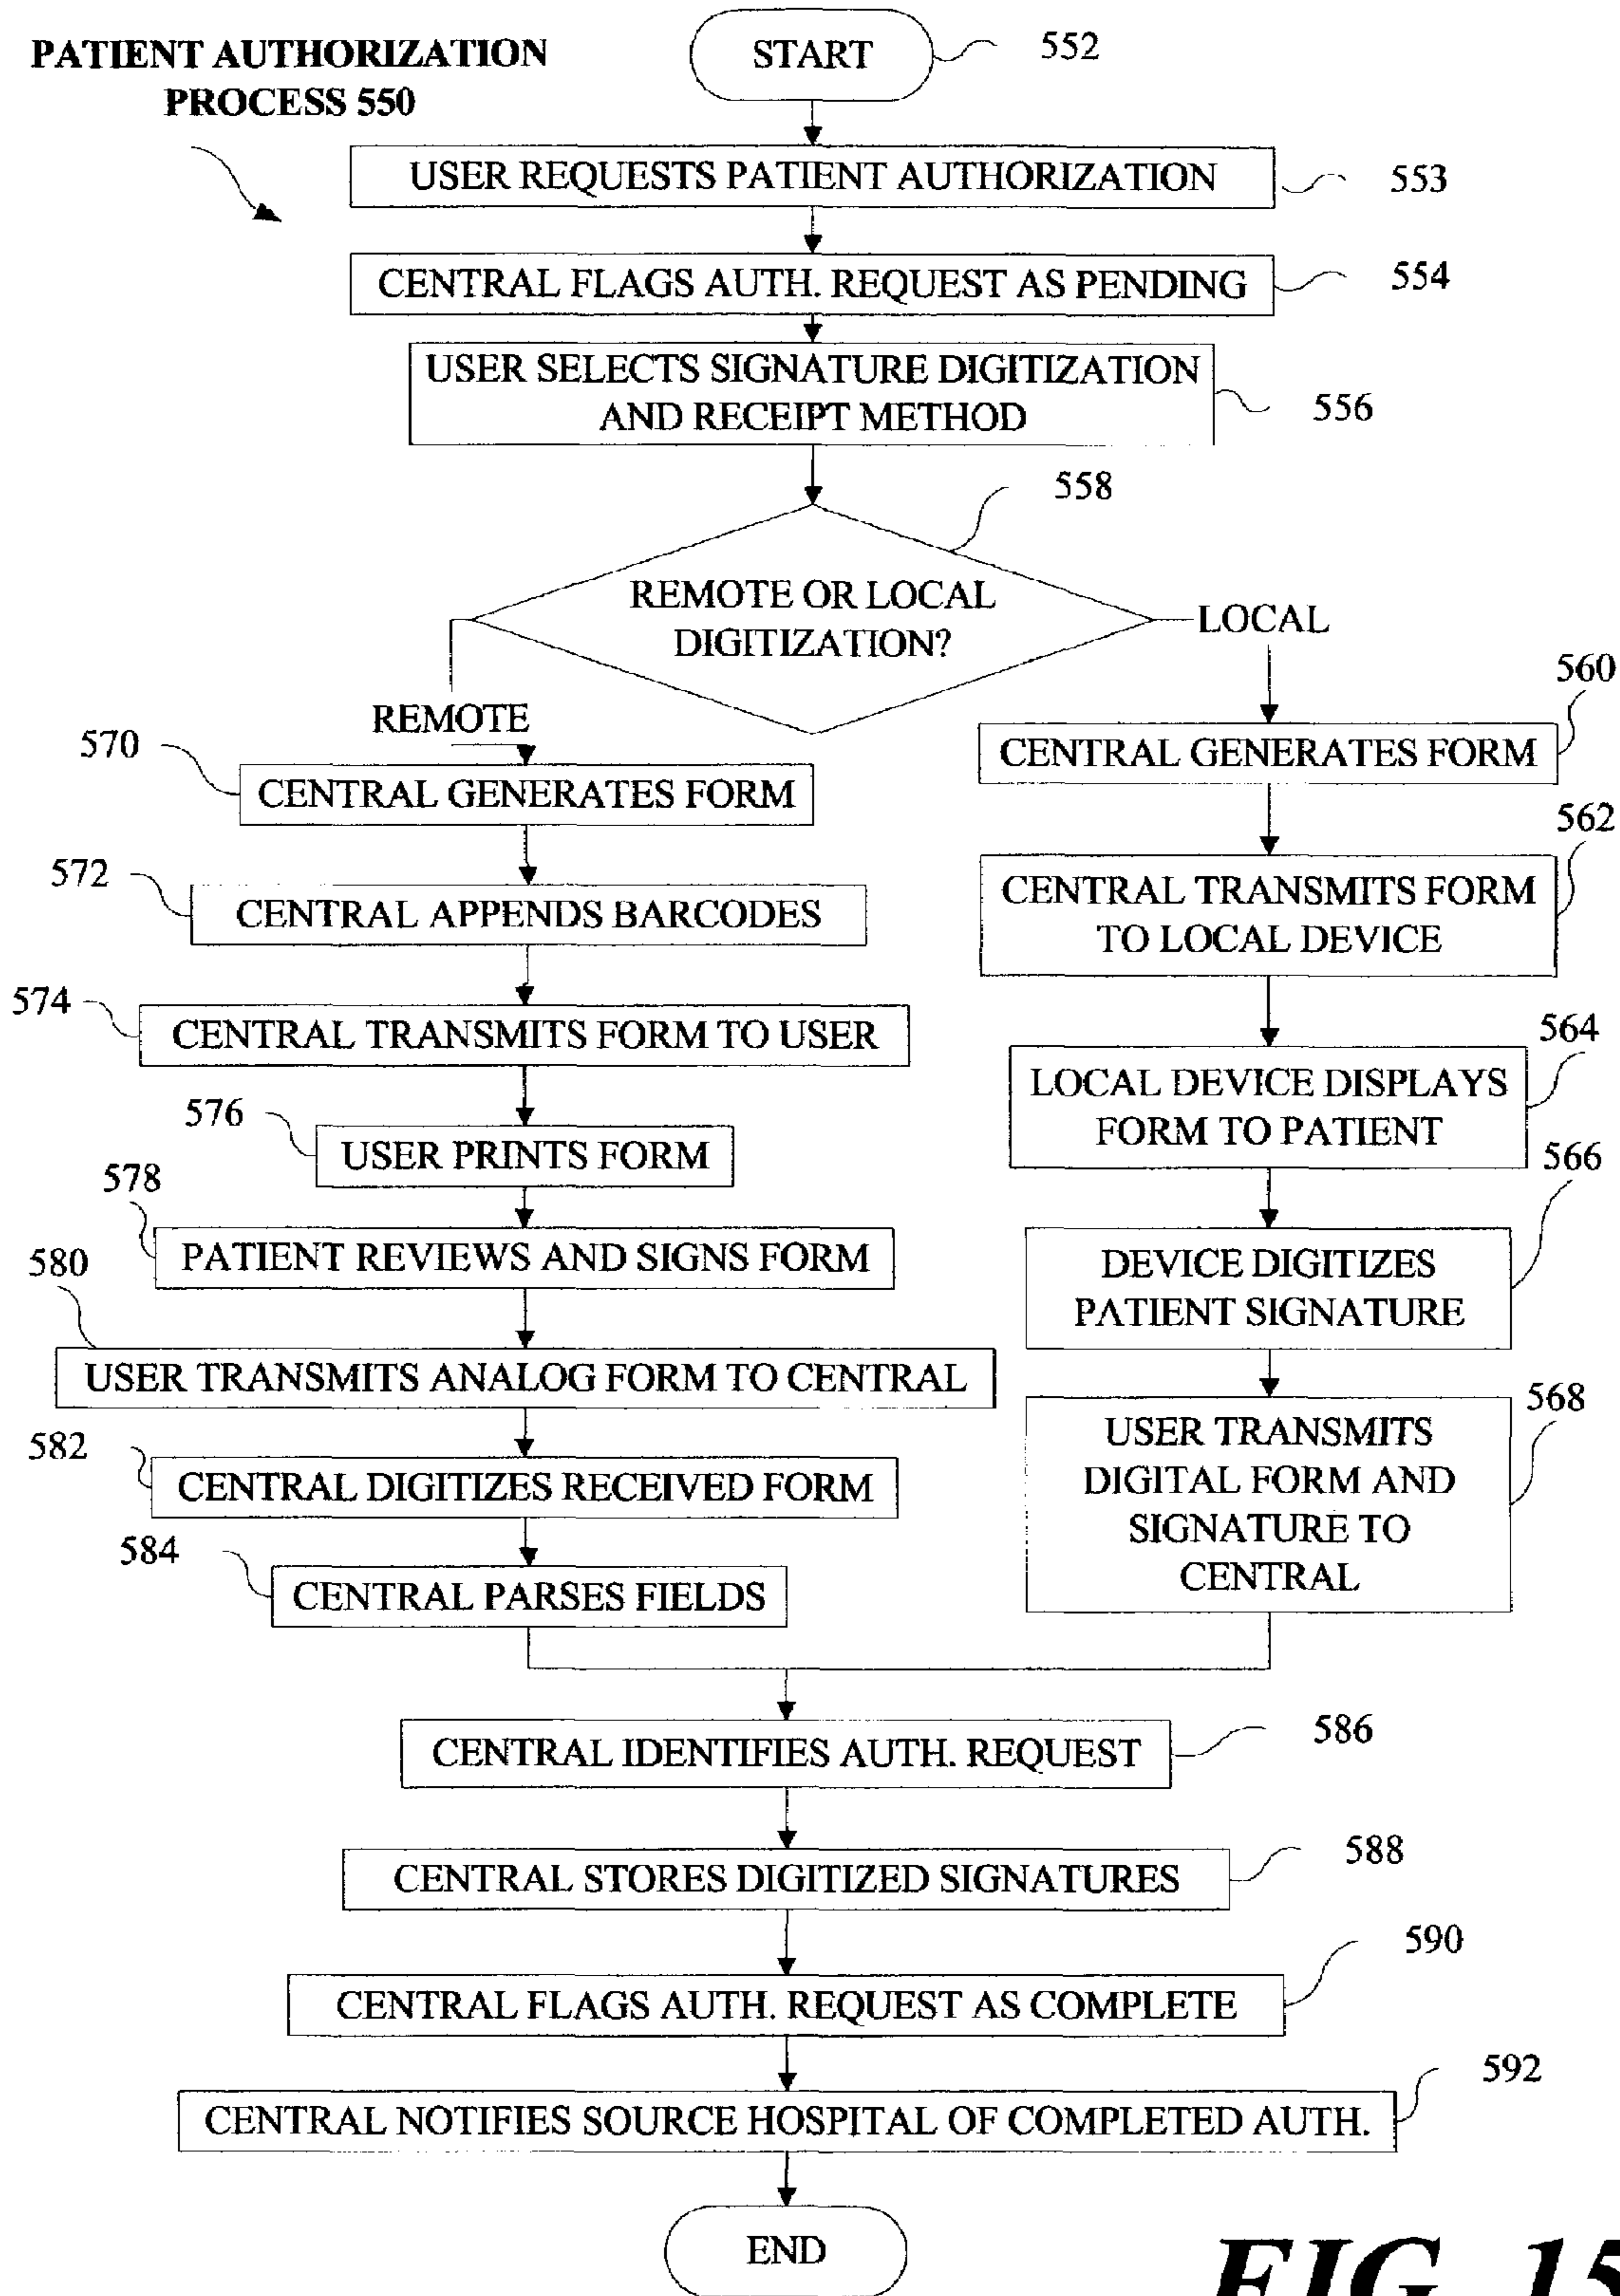 PATIENT AUTHORIZATION
PROCESS 550
START
552
USER REQUESTS PATIENT AUTHORIZATION
553
CENTRAL FLAGS AUTH. REQUEST AS PENDING
554
USER SELECTS SIGNATURE DIGITIZATION
AND RECEIPT METHOD
556
558
REMOTE OR LOCAL
DIGITIZATION?
LOCAL
REMOTE
560
CENTRAL GENERATES FORM
562
CENTRAL TRANSMITS FORM
TO LOCAL DEVICE
564
LOCAL DEVICE DISPLAYS
FORM TO PATIENT
566
DEVICE DIGITIZES
PATIENT SIGNATURE
568
USER TRANSMITS
DIGITAL FORM AND
SIGNATURE TO
CENTRAL
570
CENTRAL GENERATES FORM
572
CENTRAL APPENDS BARCODES
574
CENTRAL TRANSMITS FORM TO USER
576
USER PRINTS FORM
578
PATIENT REVIEWS AND SIGNS FORM
580
USER TRANSMITS ANALOG FORM TO CENTRAL
582
CENTRAL DIGITIZES RECEIVED FORM
584
CENTRAL PARSES FIELDS
CENTRAL IDENTIFIES AUTH. REQUEST
586
CENTRAL STORES DIGITIZED SIGNATURES
588
CENTRAL FLAGS AUTH. REQUEST AS COMPLETE
590
CENTRAL NOTIFIES SOURCE HOSPITAL OF COMPLETED AUTH.
592
END
FIG. 15